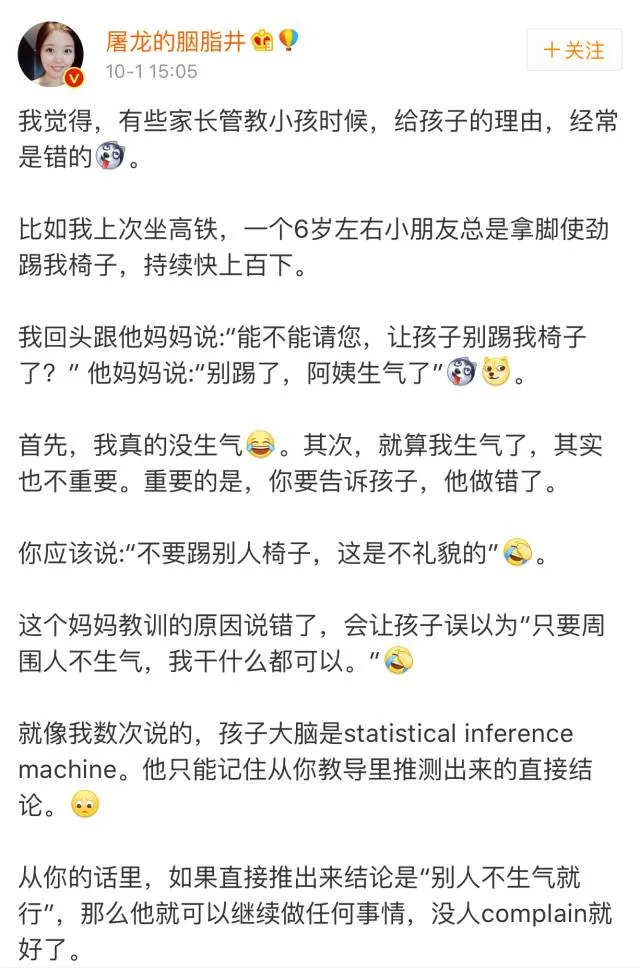 屠龙的胭脂井
10-1 15:05
＋关注
我觉得，有些家长管教小孩时候，给孩子的理由，经常
是错的。
比如我上次坐高铁，一个6岁左右小朋友总是拿脚使劲
踢我椅子，持续快上百下。
我回头跟他妈妈说:“能不能请您，让孩子别踢我椅子
了？” 他妈妈说:“别踢了，阿姨生气了”。
首先，我真的没生气。其次，就算我生气了，其实
也不重要。重要的是，你要告诉孩子，他做错了。
你应该说:“不要踢别人椅子，这是不礼貌的”。
这个妈妈教训的原因说错了，会让孩子误以为“只要周
围人不生气，我干什么都可以。”
就像我数次说的，孩子大脑是statistical inference
machine。他只能记住从你教导里推测出来的直接结
论。
从你的话里，如果直接推出来结论是“别人不生气就
行”，那么他就可以继续做任何事情，没人complain就
好了。